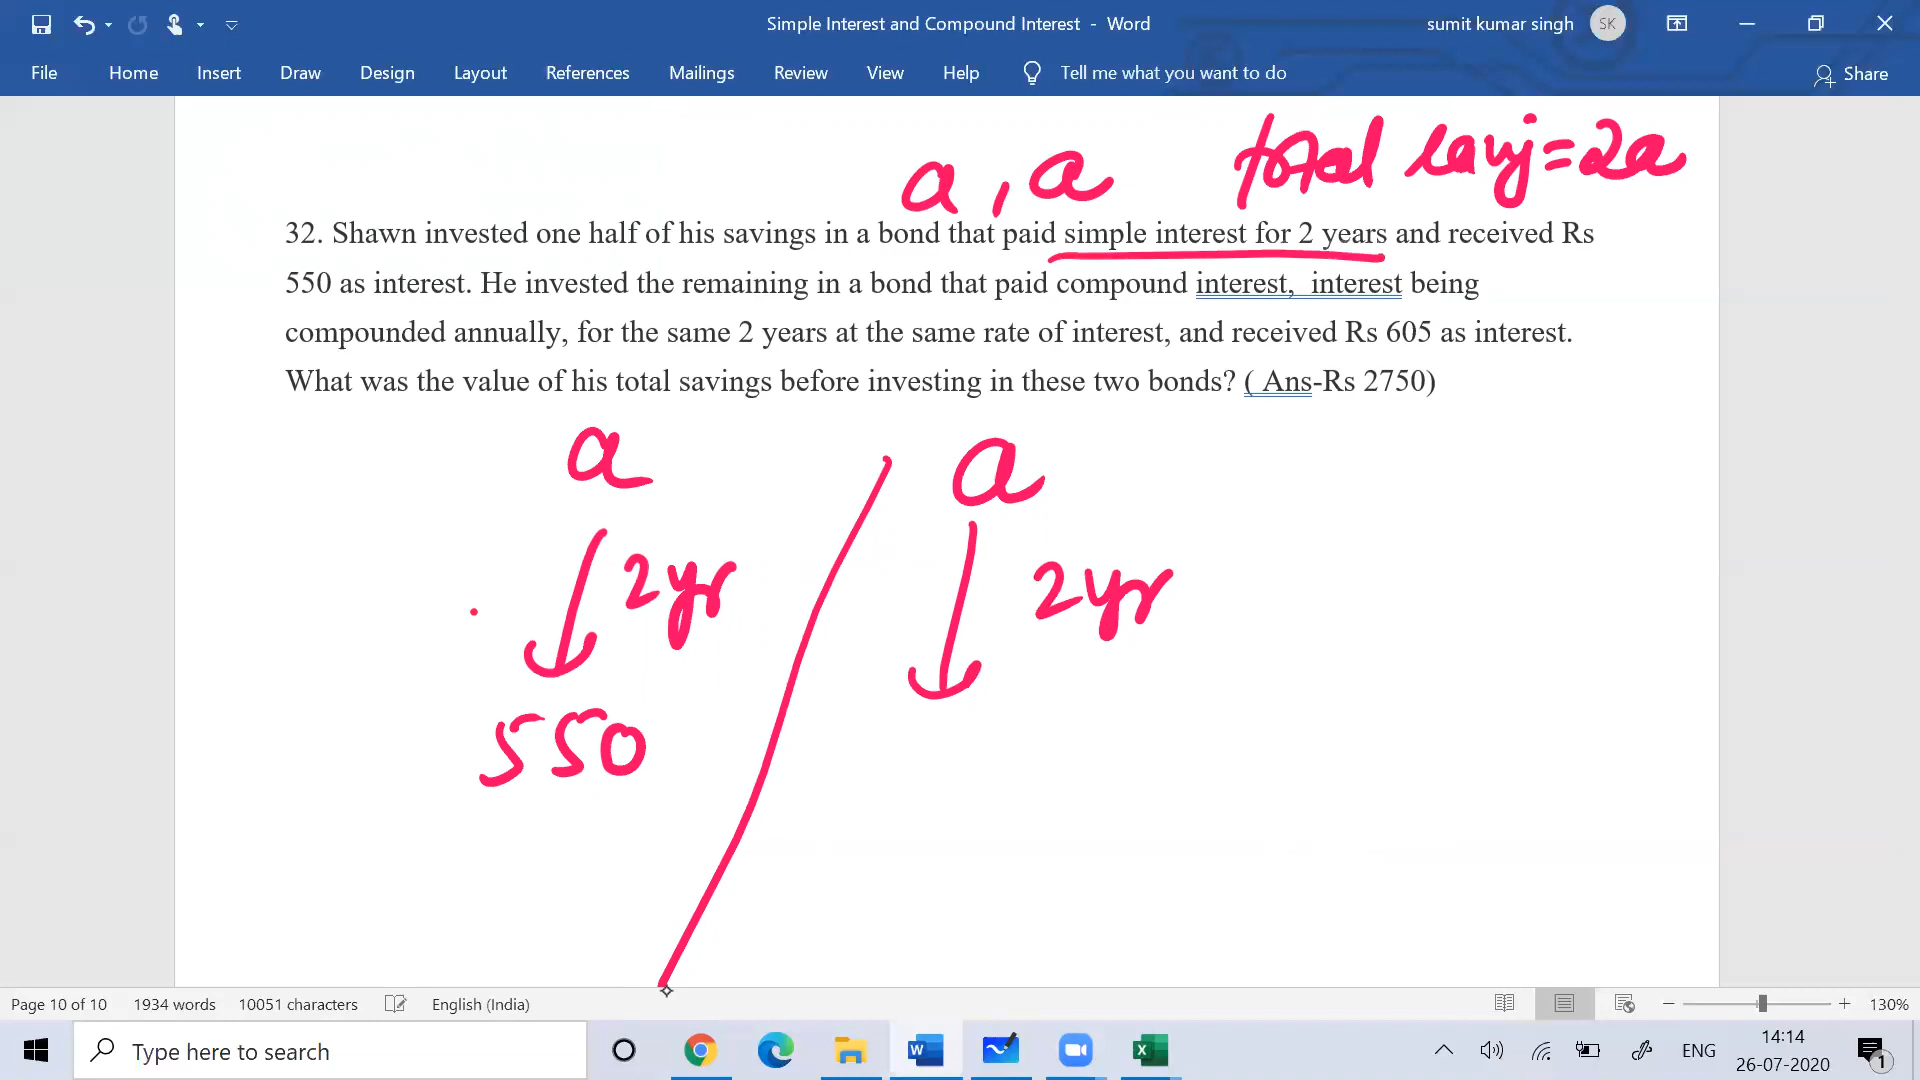 Simple Interest and Compound Interest - Word
sumit kumar singh SK
File Home Insert Draw Design Layout References Mailings Review View Help Tell me what you want to do Share
a , a total savj=2a
32. Shawn invested one half of his savings in a bond that paid simple interest for 2 years and received Rs
550 as interest. He invested the remaining in a bond that paid compound interest, interest being
compounded annually, for the same 2 years at the same rate of interest, and received Rs 605 as interest.
What was the value of his total savings before investing in these two bonds? ( Ans-Rs 2750)
a a
2yr 2yr
550
Page 10 of 10 1934 words 10051 characters English (India) 130%
Type here to search ENG 14:14
26-07-2020 1